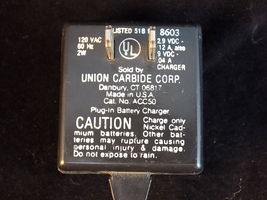 LISTED 518
8603
120 VAC
60 Hz
2W
UL
2.9 VDC -
.12 A, also
9 VDC -
.04 A
CHARGER
Sold by
UNION CARBIDE CORP.
Danbury, CT 06817
Made in U.S.A.
Cat. No. ACC50
Plug-In Battery Charger
CAUTION Charge only
Nickel Cad-
mium batteries. Other bat-
teries may rupture causing
personal injury & damage.
Do not expose to rain.